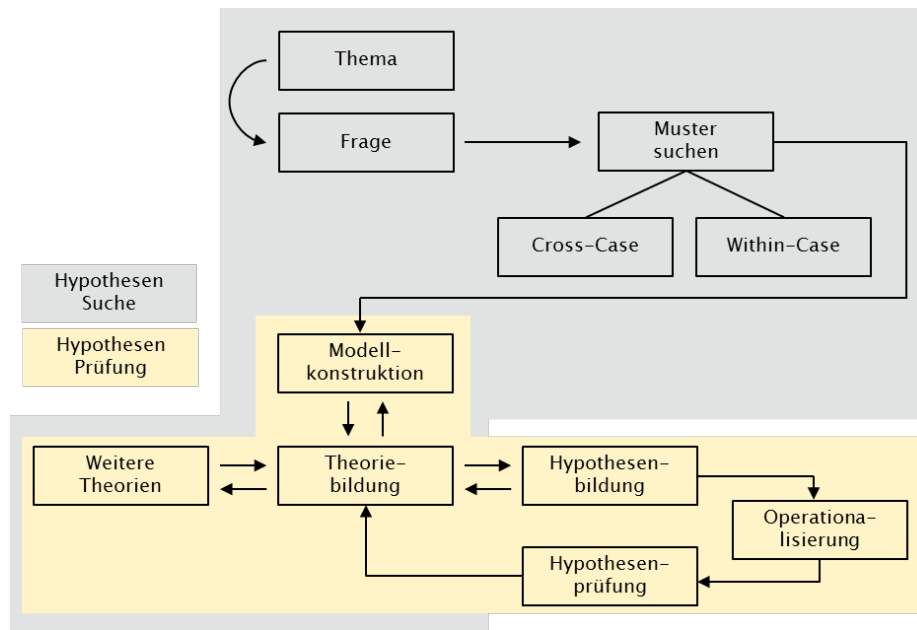 Thema
Frage
Muster
suchen
Cross-Case
Within-Case
Hypothesen
Suche
Hypothesen
Prüfung
Modell-
konstruktion
Weitere
Theorien
Theorie-
bildung
Hypothesen-
bildung
Operationa-
lisierung
Hypothesen-
prüfung